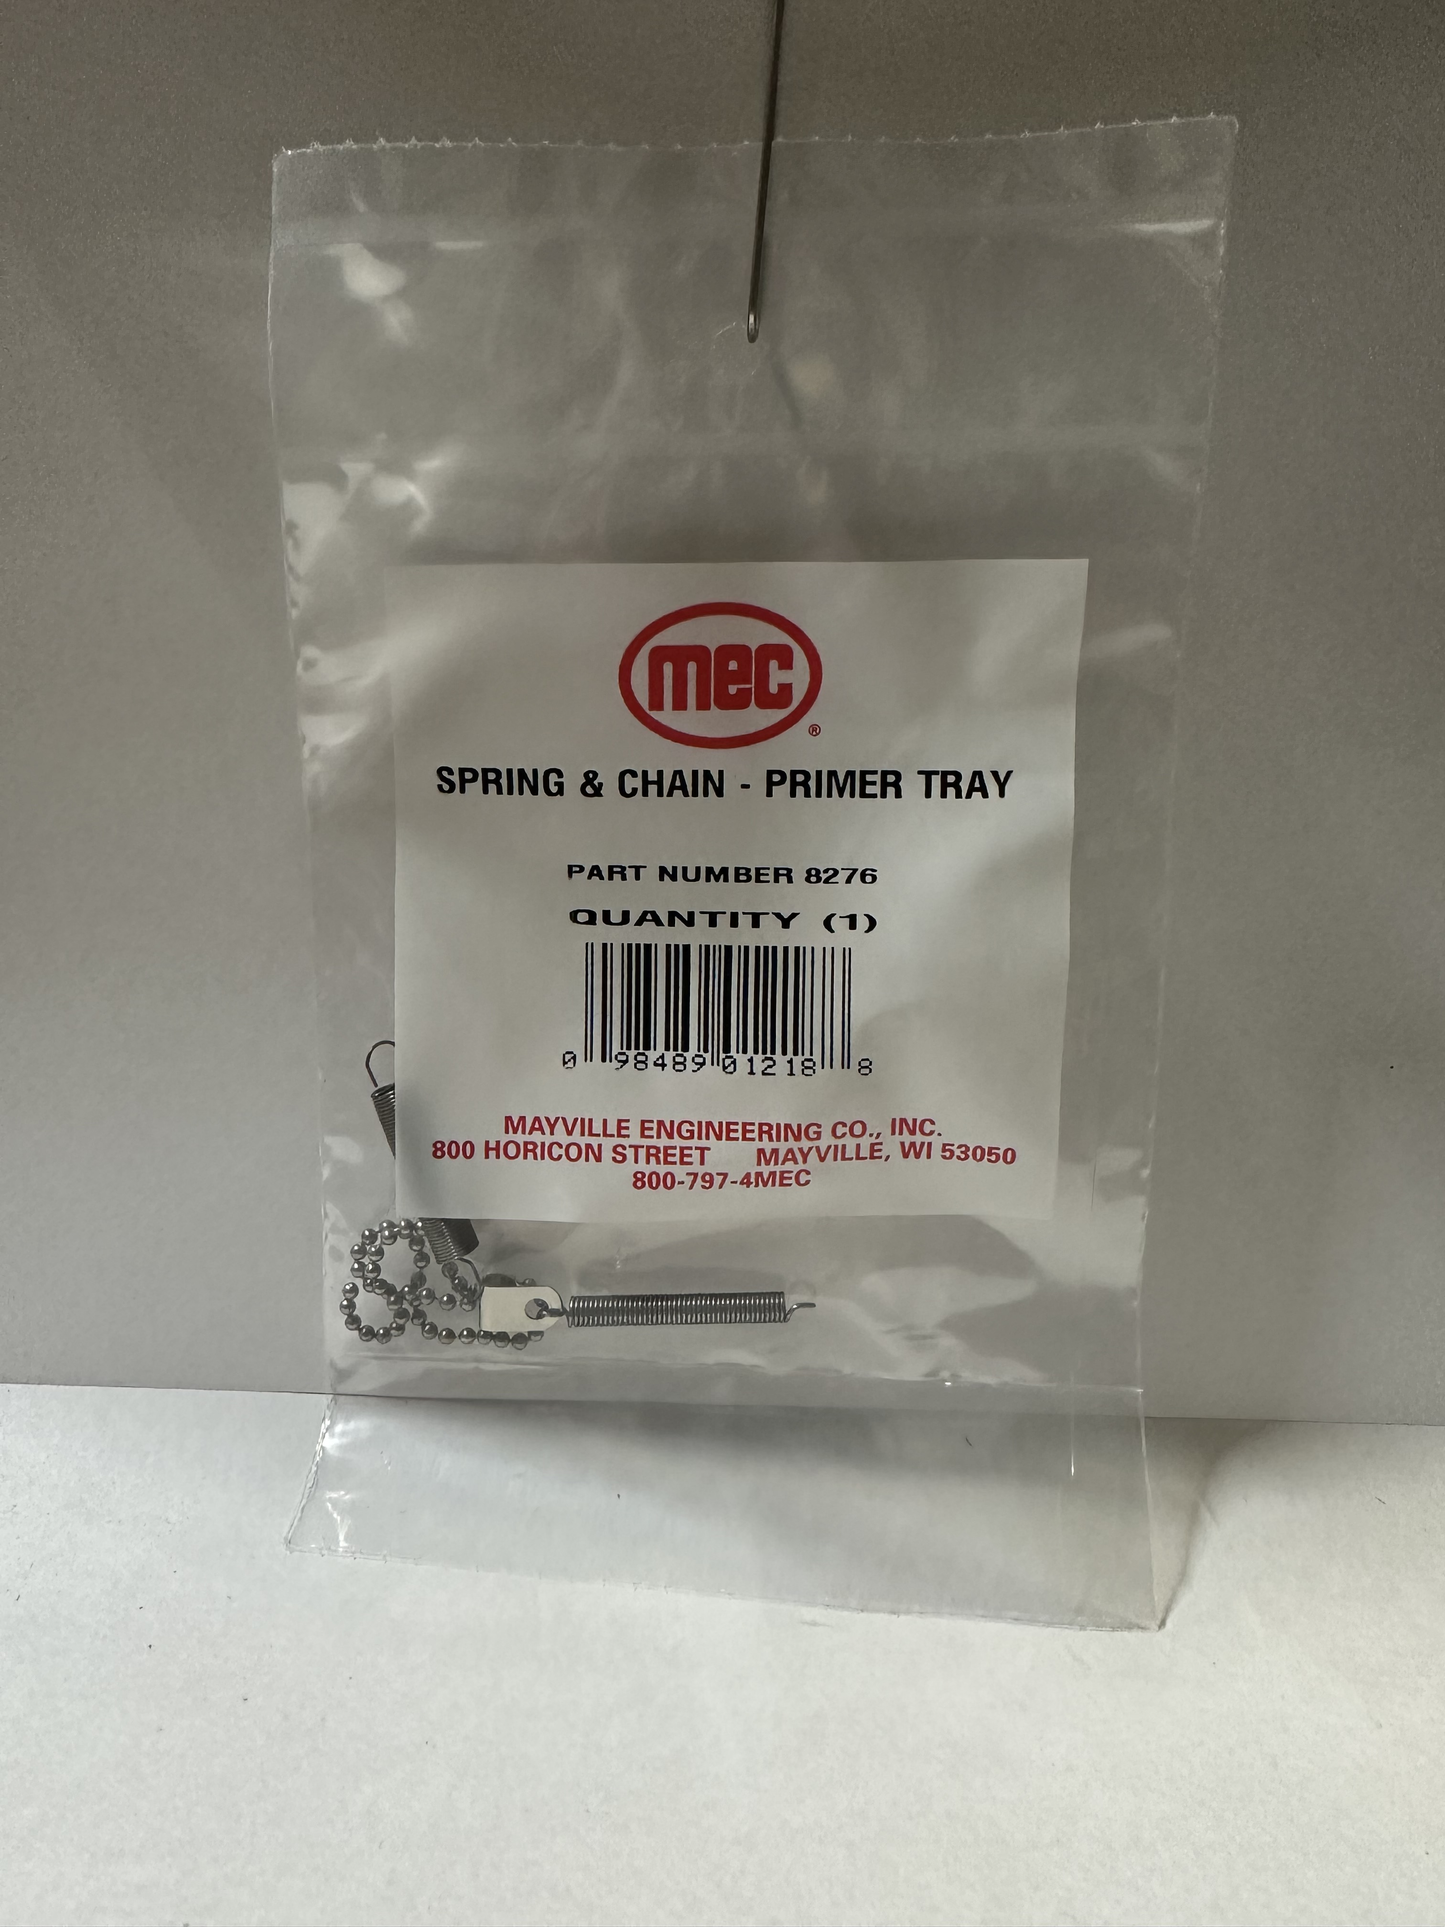 mec
®
SPRING & CHAIN - PRIMER TRAY
PART NUMBER 8276
QUANTITY (1)
0 98489 01218 8
MAYVILLE ENGINEERING CO., INC.
800 HORICON STREET MAYVILLE, WI 53050
800-797-4MEC